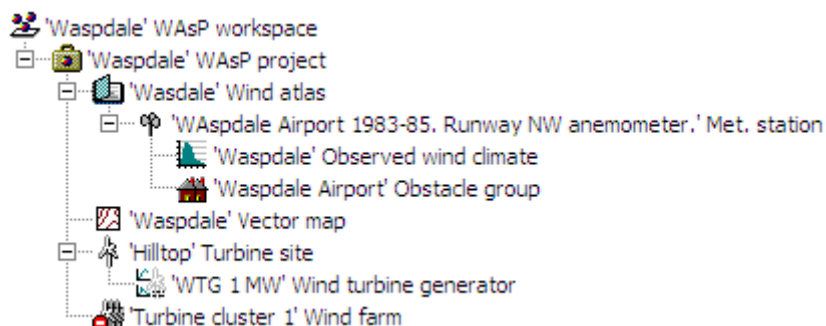 'Waspdale' WAsP workspace
'Waspdale' WAsP project
'Wasdale' Wind atlas
'WAspdale Airport 1983-85. Runway NW anemometer.' Met. station
'Waspdale' Observed wind climate
'Waspdale Airport' Obstacle group
'Waspdale' Vector map
'Hilltop' Turbine site
'WTG 1 MW' Wind turbine generator
'Turbine cluster 1' Wind farm